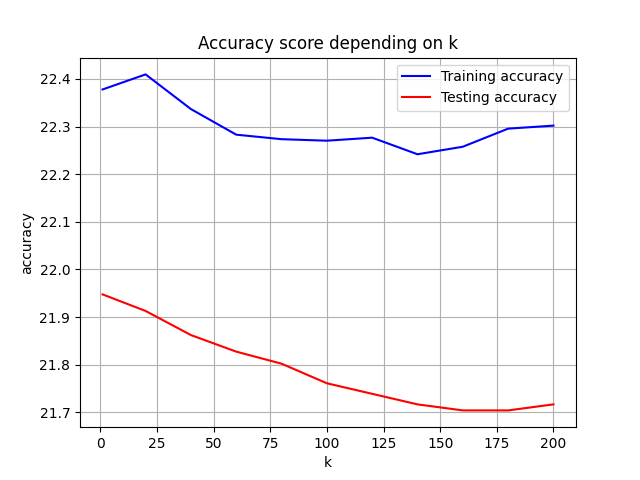 Accuracy score depending on k
Training accuracy
Testing accuracy
accuracy
22.4
22.3
22.2
22.1
22.0
21.9
21.8
21.7
0 25 50 75 100 125 150 175 200
k